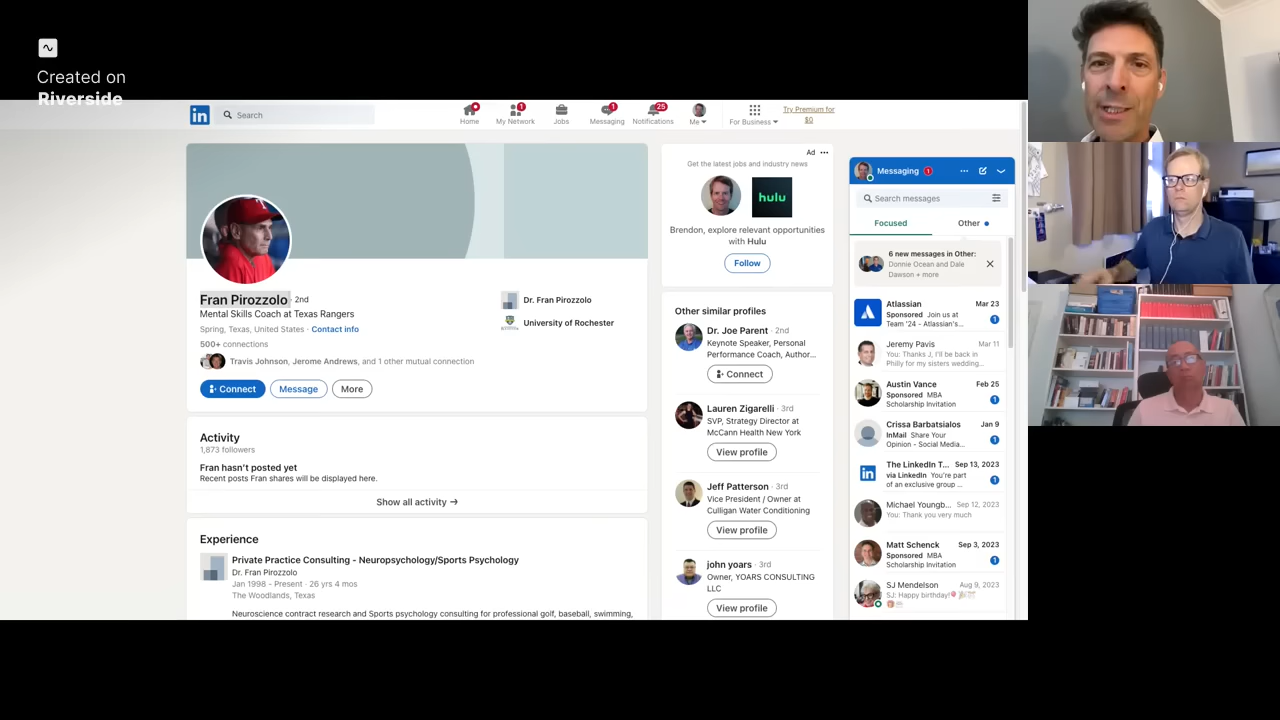 Created on
Riverside
Search
Home
1
My Network
Jobs
1
Messaging
25
Notifications
Me
For Business
Try Premium for
$0
Fran Pirozzolo · 2nd
Mental Skills Coach at Texas Rangers
Spring, Texas, United States · Contact info
500+ connections
Travis Johnson, Jerome Andrews, and 1 other mutual connection
Connect
Message
More
Dr. Fran Pirozzolo
University of Rochester
Activity
1,873 followers
Fran hasn't posted yet
Recent posts Fran shares will be displayed here.
Show all activity →
Experience
Private Practice Consulting - Neuropsychology/Sports Psychology
Dr. Fran Pirozzolo
Jan 1998 - Present · 26 yrs 4 mos
The Woodlands, Texas
Neuroscience contract research and Sports psychology consulting for professional golf, baseball, swimming,
Ad ···
Get the latest jobs and industry news
hulu
Brendon, explore relevant opportunities
with Hulu
Follow
Other similar profiles
Dr. Joe Parent · 2nd
Keynote Speaker, Personal
Performance Coach, Author...
Connect
Lauren Zigarelli · 3rd
SVP, Strategy Director at
McCann Health New York
View profile
Jeff Patterson · 3rd
Vice President / Owner at
Culligan Water Conditioning
View profile
john yoars · 3rd
Owner, YOARS CONSULTING
LLC
View profile
Messaging 1
Search messages
Focused
Other
6 new messages in Other:
Donnie Ocean and Dale
Dawson + more
Atlassian Mar 23
Sponsored Join us at
Team '24 - Atlassian's... 1
Jeremy Pavis Mar 11
You: Thanks J, I'll be back in
Philly for my sisters wedding...
Austin Vance Feb 25
Sponsored MBA
Scholarship Invitation 1
Crissa Barbatsialos Jan 9
InMail Share Your
Opinion - Social Media... 1
The LinkedIn T... Sep 13, 2023
via LinkedIn You're part
of an exclusive group ... 1
Michael Youngb... Sep 12, 2023
You: Thank you very much
Matt Schenck Sep 3, 2023
Sponsored MBA
Scholarship Invitation 1
SJ Mendelson Aug 9, 2023
SJ: Happy birthday!